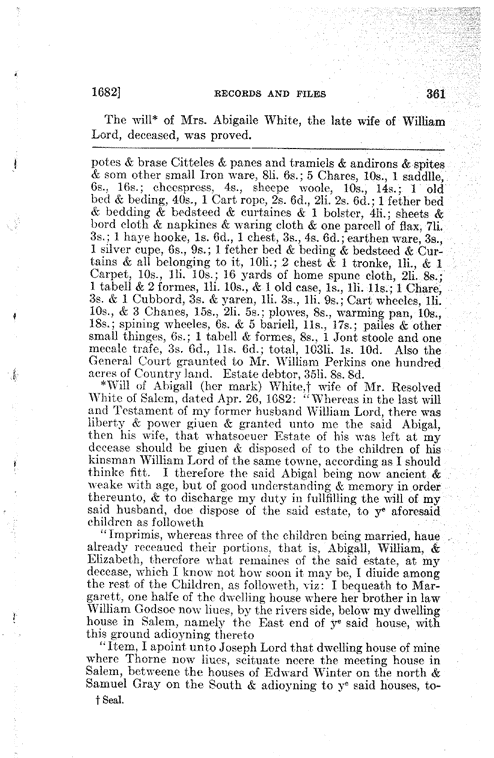 1682] RECORDS AND FILES 361
The will* of Mrs. Abigaile White, the late wife of William
Lord, deceased, was proved.
potes & brase Citteles & panes and tramiels & andirons & spites
& som other small Iron ware, 8li. 6s.; 5 Chares, 10s., 1 saddlle,
6s., 16s.; cheespress, 4s., sheepe woole, 10s., 14s.; 1 old
bed & beding, 40s., 1 Cart rope, 2s. 6d., 2li. 2s. 6d.; 1 fether bed
& bedding & bedsteed & curtaines & 1 bolster, 4li.; sheets &
bord cloth & napkines & waring cloth & one parcell of flax, 7li.
3s.; 1 haye hooke, 1s. 6d., 1 chest, 3s., 4s. 6d.; earthen ware, 3s.,
1 silver cupe, 6s., 9s.; 1 fether bed & beding & bedsteed & Cur-
tains & all belonging to it, 10li.; 2 chest & 1 tronke, 1li., & 1
Carpet, 10s., 1li. 10s.; 16 yards of home spune cloth, 2li. 8s.;
1 tabell & 2 formes, 1li. 10s., & 1 old case, 1s., 1li. 11s.; 1 Chare,
3s. & 1 Cubbord, 3s. & yaren, 1li. 3s., 1li. 9s.; Cart wheeles, 1li.
10s., & 3 Chanes, 15s., 2li. 5s.; plowes, 8s., warming pan, 10s.,
18s.; spining wheeles, 6s. & 5 bariell, 11s., 17s.; pailes & other
small thinges, 6s.; 1 tabell & formes, 8s., 1 Jont stoole and one
mecale trafe, 3s. 6d., 11s. 6d.; total, 103li. 1s. 10d. Also the
General Court graunted to Mr. William Perkins one hundred
acres of Country land. Estate debtor, 35li. 8s. 8d.
*Will of Abigall (her mark) White,† wife of Mr. Resolved
White of Salem, dated Apr. 26, 1682: "Whereas in the last will
and Testament of my former husband William Lord, there was
liberty & power giuen & granted unto me the said Abigal,
then his wife, that whatsoeuer Estate of his was left at my
decease should be giuen & disposed of to the children of his
kinsman William Lord of the same towne, according as I should
thinke fitt. I therefore the said Abigal being now ancient &
weake with age, but of good understanding & memory in order
thereunto, & to discharge my duty in fullfilling the will of my
said husband, doe dispose of the said estate, to yᵉ aforesaid
children as followeth
"Imprimis, whereas three of the children being married, haue
already receaued their portions, that is, Abigall, William, &
Elizabeth, therefore what remaines of the said estate, at my
decease, which I know not how soon it may be, I diuide among
the rest of the Children, as followeth, viz: I bequeath to Mar-
garett, one halfe of the dwelling house where her brother in law
William Godsoe now liues, by the rivers side, below my dwelling
house in Salem, namely the East end of yᵉ said house, with
this ground adioyning thereto
"Item, I apoint unto Joseph Lord that dwelling house of mine
where Thorne now liues, scituate neere the meeting house in
Salem, betweene the houses of Edward Winter on the north &
Samuel Gray on the South & adioyning to yᵉ said houses, to-
† Seal.